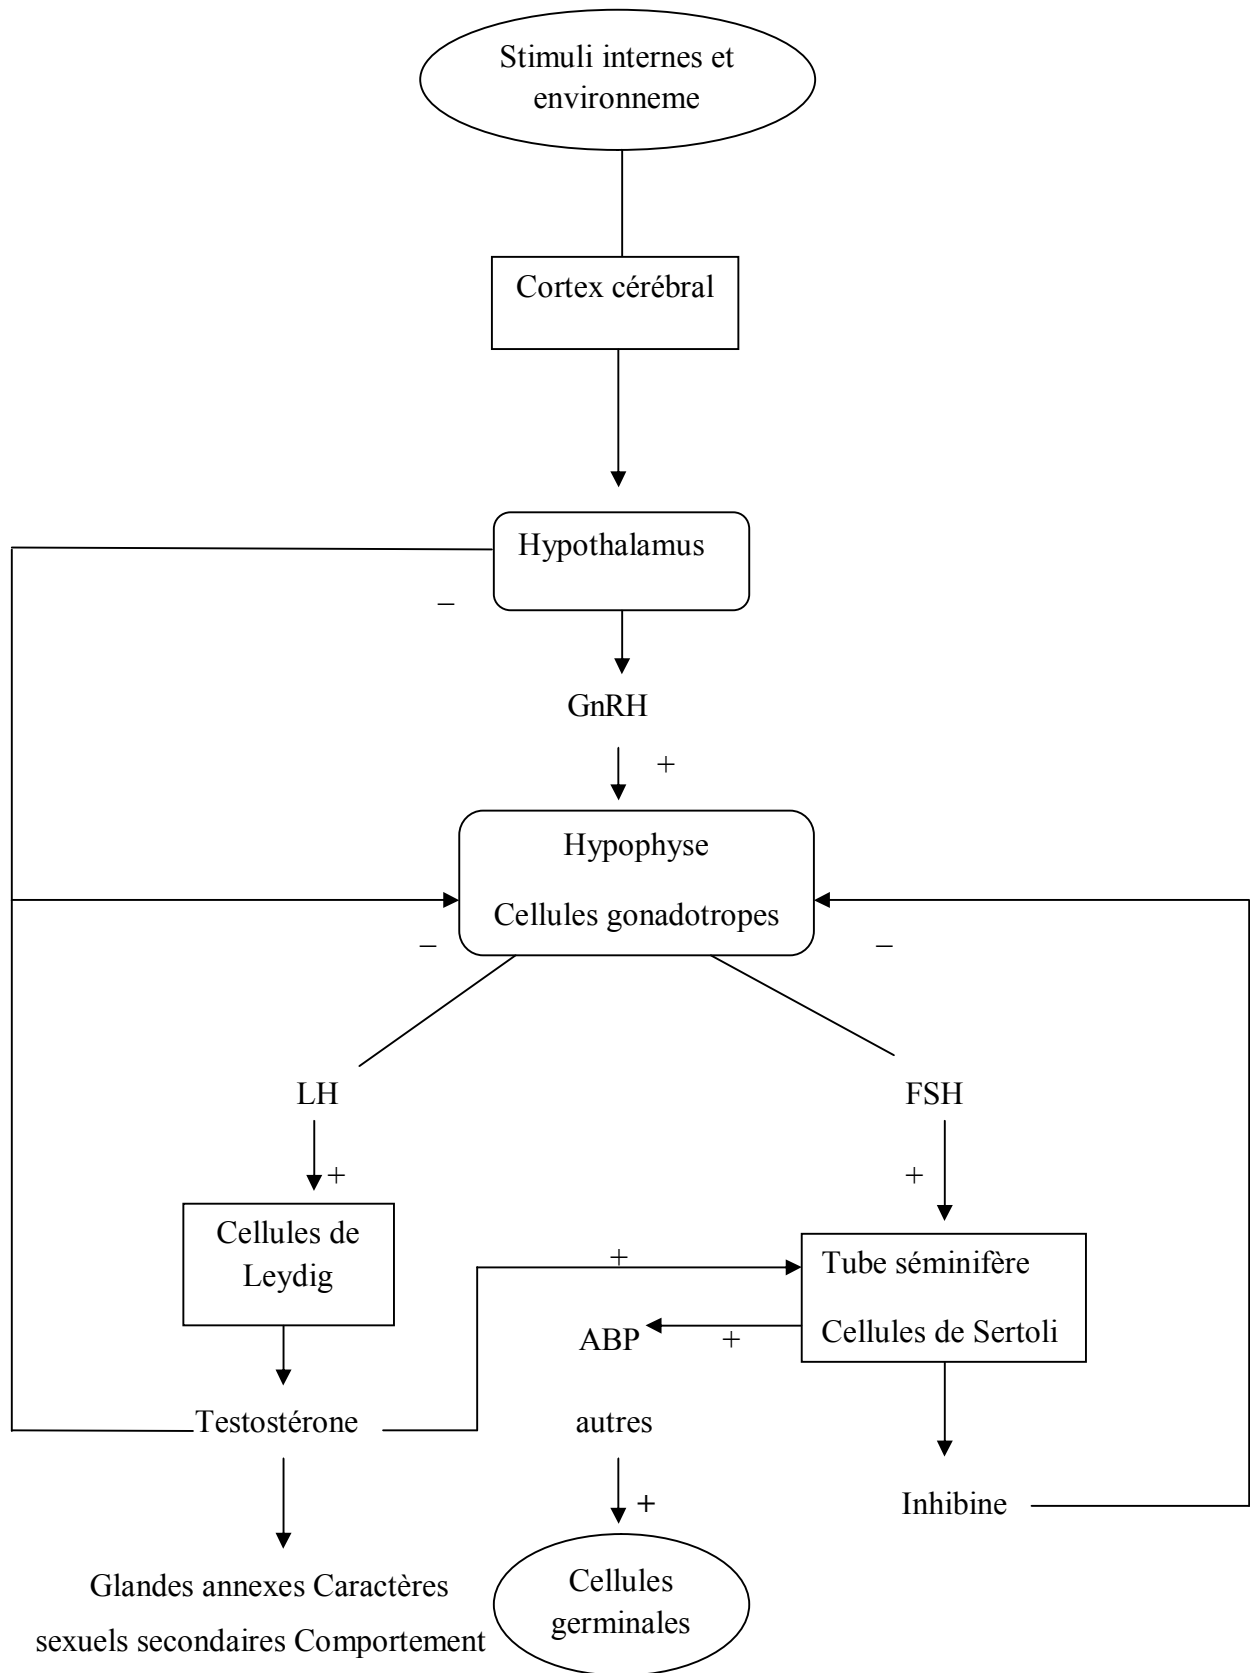 Stimuli internes et
environneme
Cortex cérébral
Hypothalamus
–
GnRH
+
Hypophyse
Cellules gonadotropes
–
–
LH
FSH
+
+
Cellules de
Leydig
+
Tube séminifère
ABP
+
Cellules de Sertoli
Testostérone
autres
+
Inhibine
Glandes annexes Caractères
sexuels secondaires Comportement
Cellules
germinales